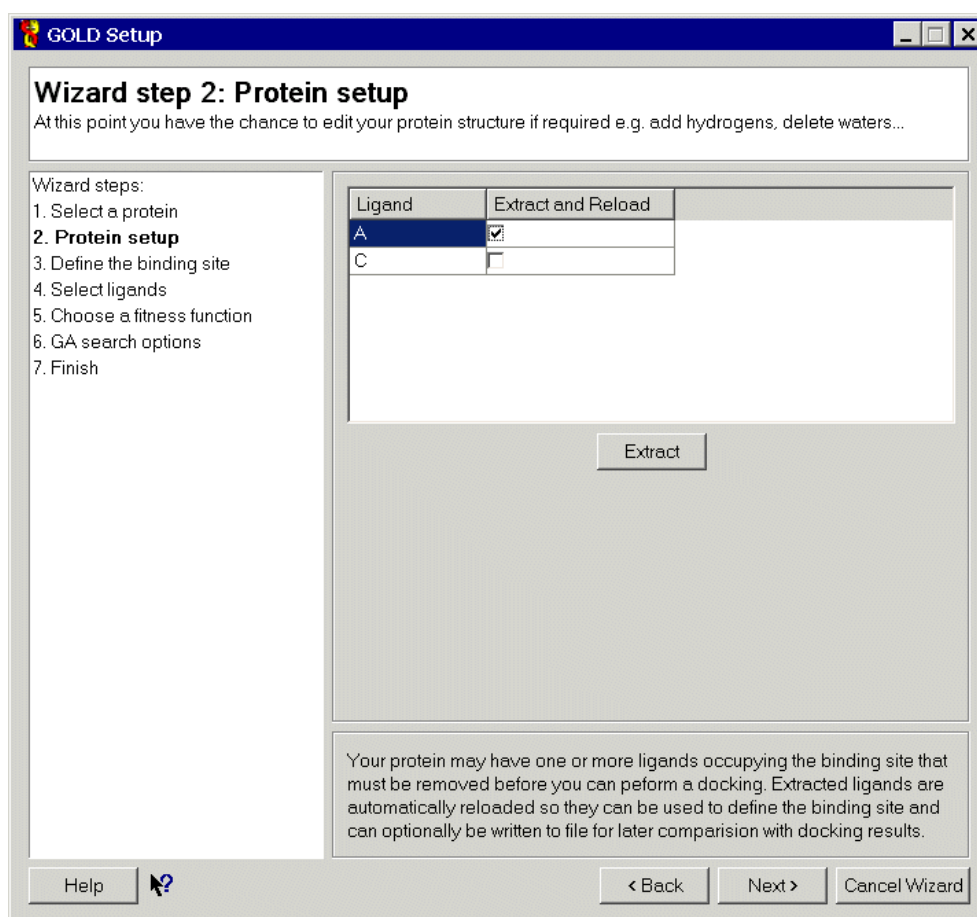 GOLD Setup
Wizard step 2: Protein setup
At this point you have the chance to edit your protein structure if required e.g. add hydrogens, delete waters...
Wizard steps:
1. Select a protein
2. Protein setup
3. Define the binding site
4. Select ligands
5. Choose a fitness function
6. GA search options
7. Finish
Ligand Extract and Reload
A
C
Extract
Your protein may have one or more ligands occupying the binding site that
must be removed before you can peform a docking. Extracted ligands are
automatically reloaded so they can be used to define the binding site and
can optionally be written to file for later comparision with docking results.
Help ? < Back Next > Cancel Wizard